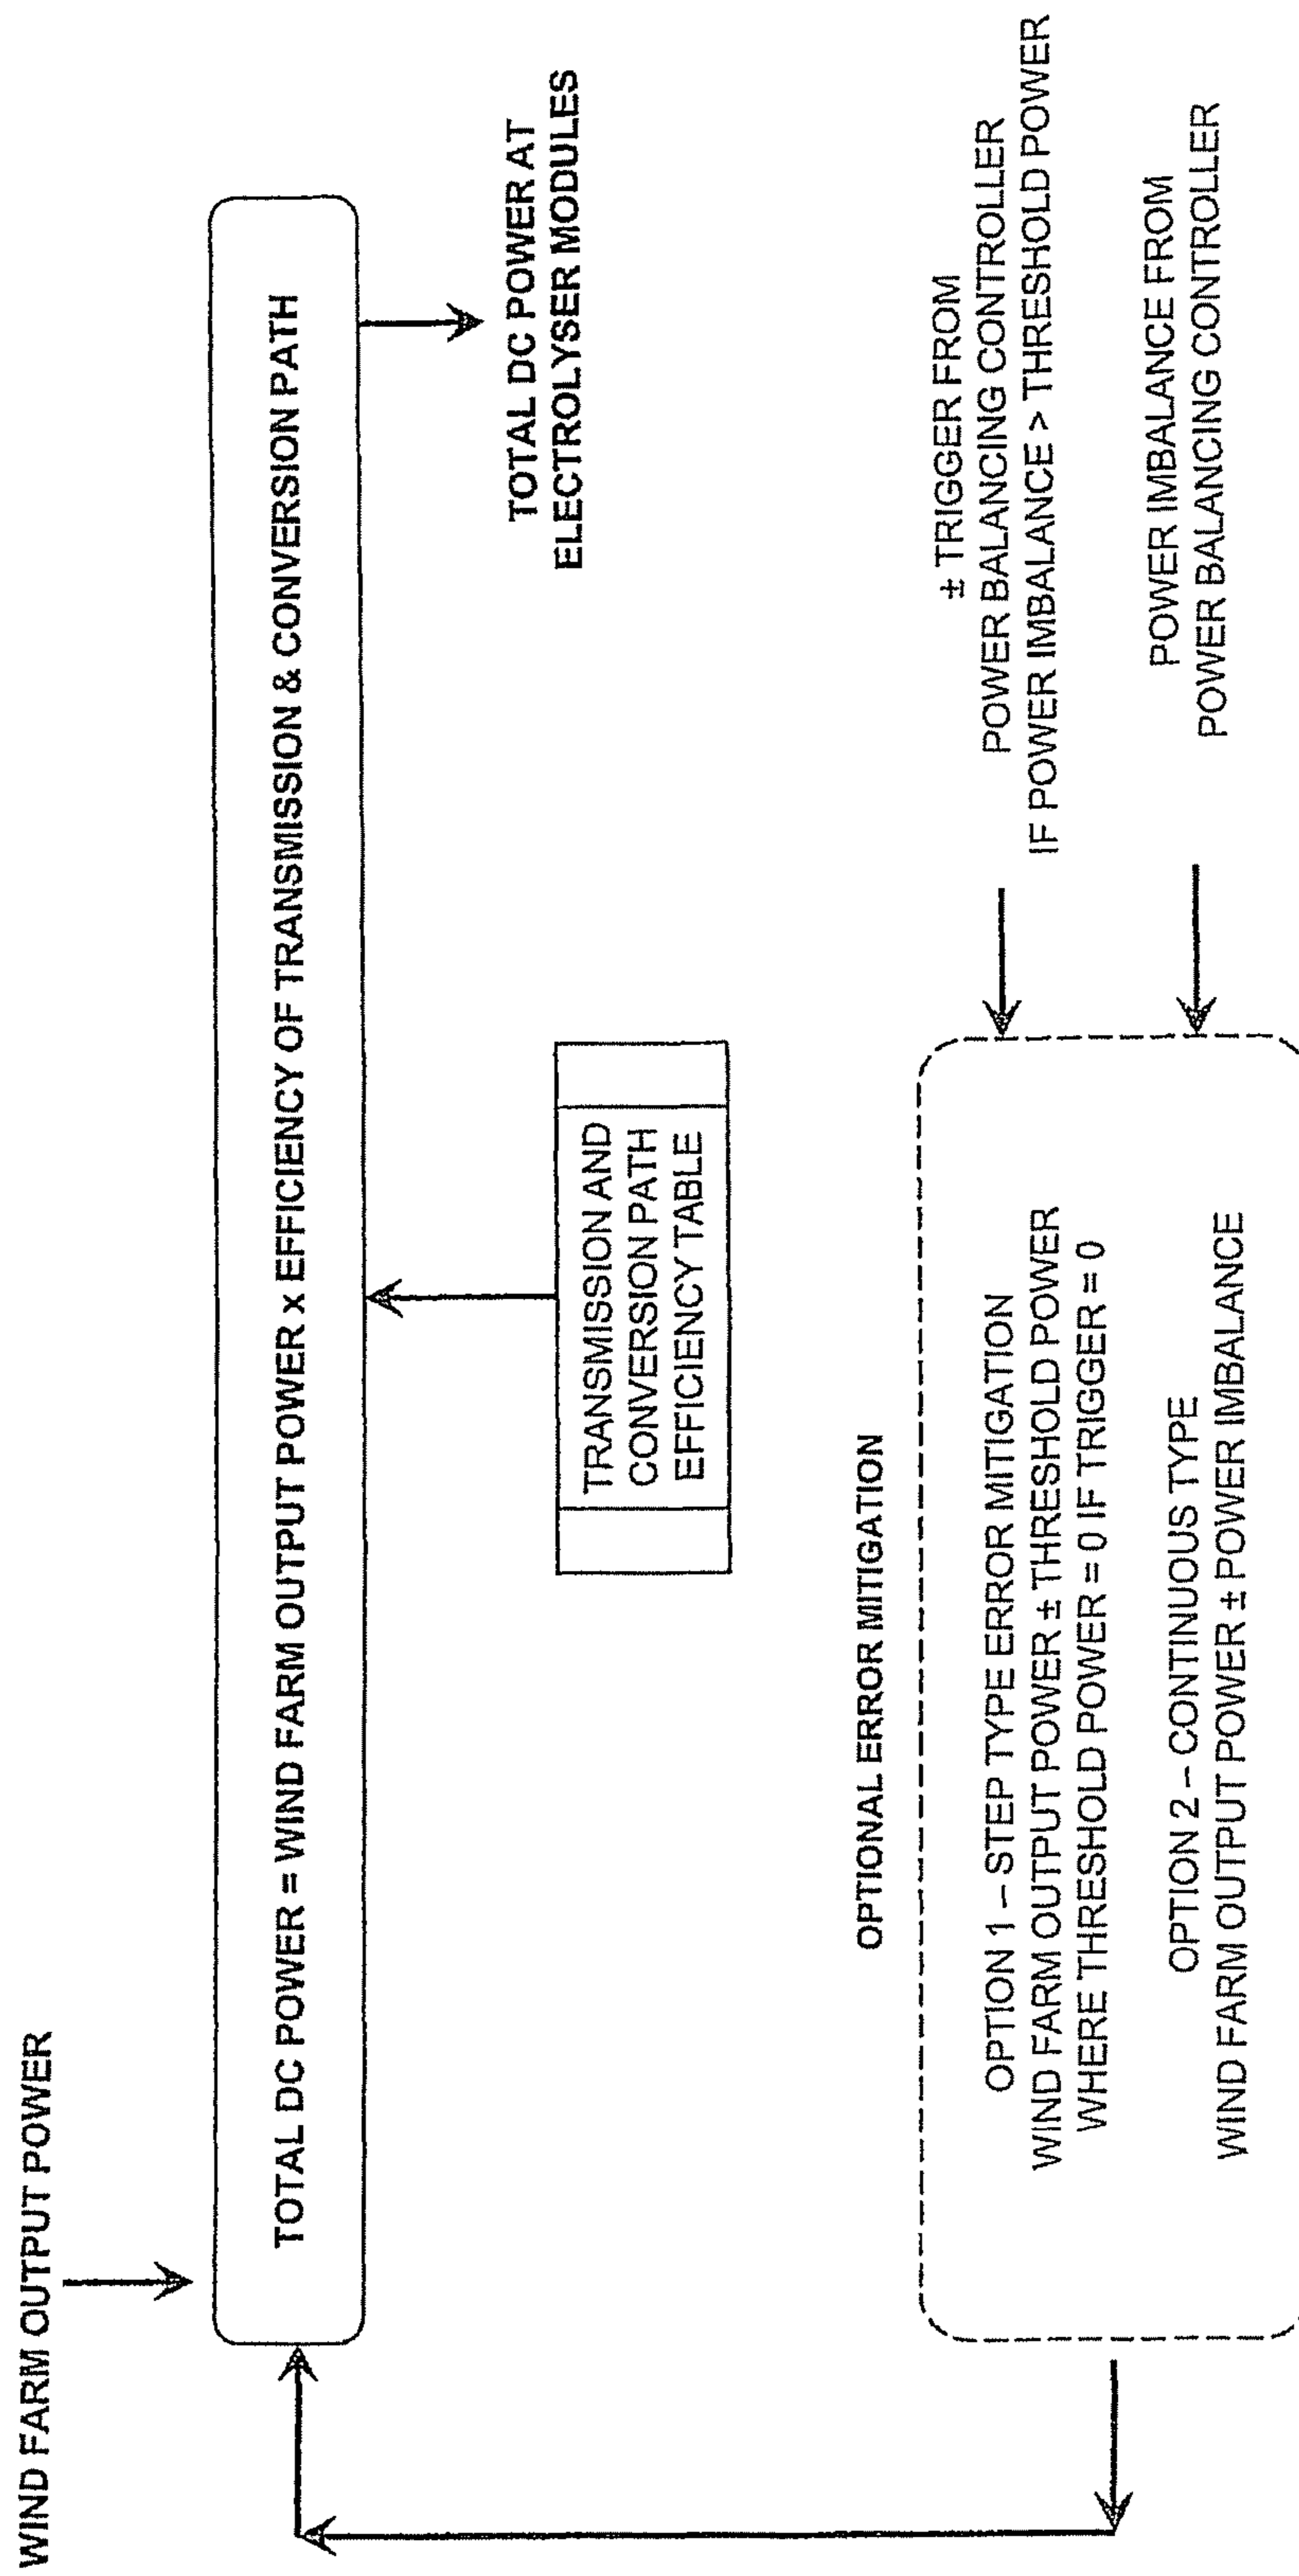 WIND FARM OUTPUT POWER
TOTAL DC POWER = WIND FARM OUTPUT POWER x EFFICIENCY OF TRANSMISSION & CONVERSION PATH
TOTAL DC POWER AT
ELECTROLYSER MODULES
TRANSMISSION AND
CONVERSION PATH
EFFICIENCY TABLE
OPTIONAL ERROR MITIGATION
OPTION 1 – STEP TYPE ERROR MITIGATION
WIND FARM OUTPUT POWER ± THRESHOLD POWER
WHERE THRESHOLD POWER = 0 IF TRIGGER = 0
OPTION 2 – CONTINUOUS TYPE
WIND FARM OUTPUT POWER ± POWER IMBALANCE
± TRIGGER FROM
POWER BALANCING CONTROLLER
IF POWER IMBALANCE > THRESHOLD POWER
POWER IMBALANCE FROM
POWER BALANCING CONTROLLER